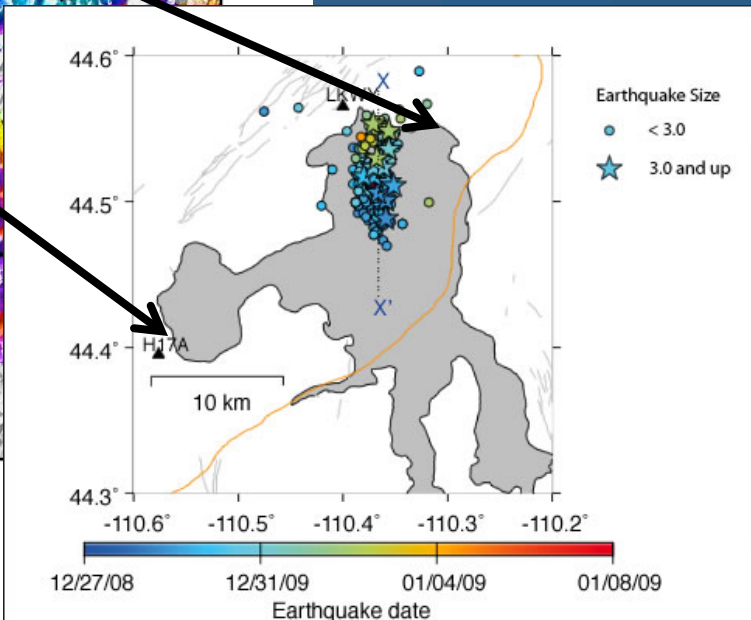 44.6°
X
LKWY
Earthquake Size
< 3.0
3.0 and up
44.5°
X'
44.4°
H17A
10 km
44.3°
-110.6° -110.5° -110.4° -110.3° -110.2°
12/27/08 12/31/09 01/04/09 01/08/09
Earthquake date